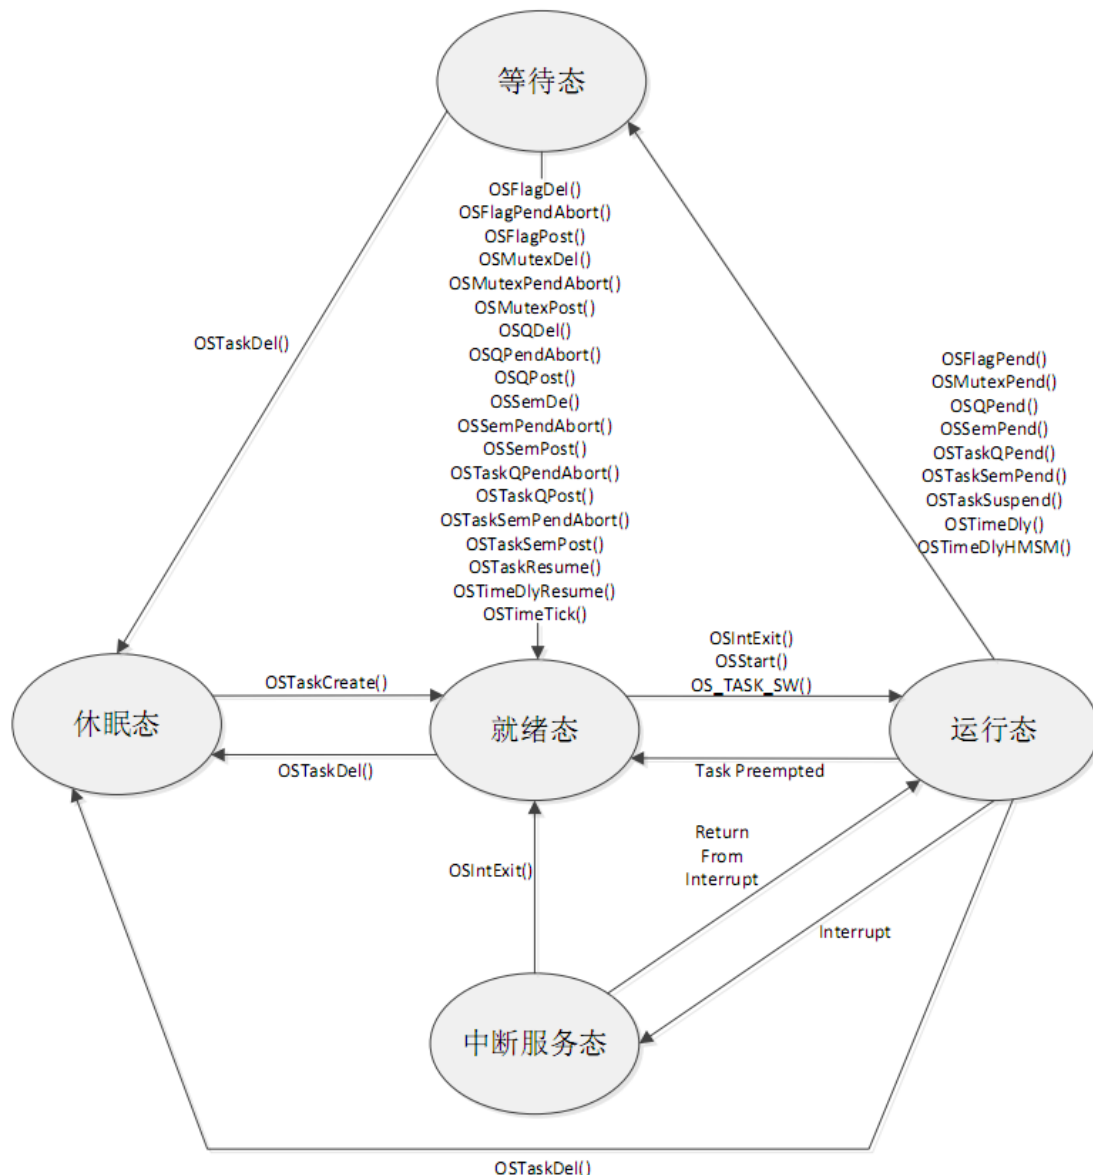 等待态
OSFlagDel()
OSFlagPendAbort()
OSFlagPost()
OSMutexDel()
OSMutexPendAbort()
OSMutexPost()
OSQDel()
OSQPendAbort()
OSQPost()
OSSemDe()
OSSemPendAbort()
OSSemPost()
OSTaskQPendAbort()
OSTaskQPost()
OSTaskSemPendAbort()
OSTaskSemPost()
OSTaskResume()
OSTimeDlyResume()
OSTimeTick()
OSTaskDel()
OSFlagPend()
OSMutexPend()
OSQPend()
OSSemPend()
OSTaskQPend()
OSTaskSemPend()
OSTaskSuspend()
OSTimeDly()
OSTimeDlyHMSM()
休眠态
OSTaskCreate()
OSTaskDel()
就绪态
OSIntExit()
OSStart()
OS_TASK_SW()
Task Preempted
运行态
OSIntExit()
Return
From
Interrupt
Interrupt
中断服务态
OSTaskDel()